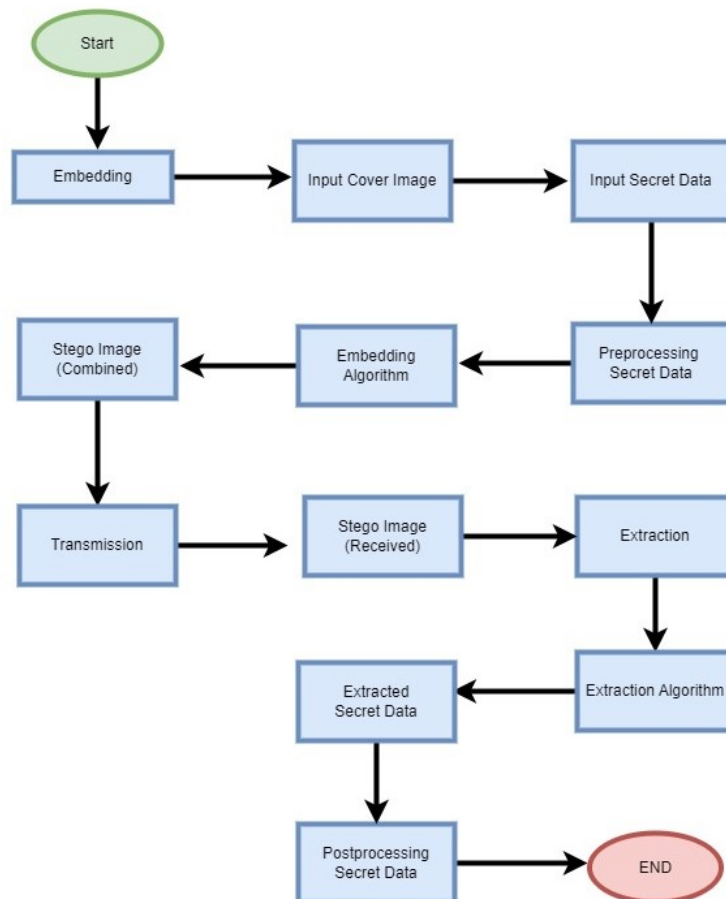 Start
Embedding
Input Cover Image
Input Secret Data
Preprocessing
Secret Data
Embedding
Algorithm
Stego Image
(Combined)
Transmission
Stego Image
(Received)
Extraction
Extraction Algorithm
Extracted
Secret Data
Postprocessing
Secret Data
END